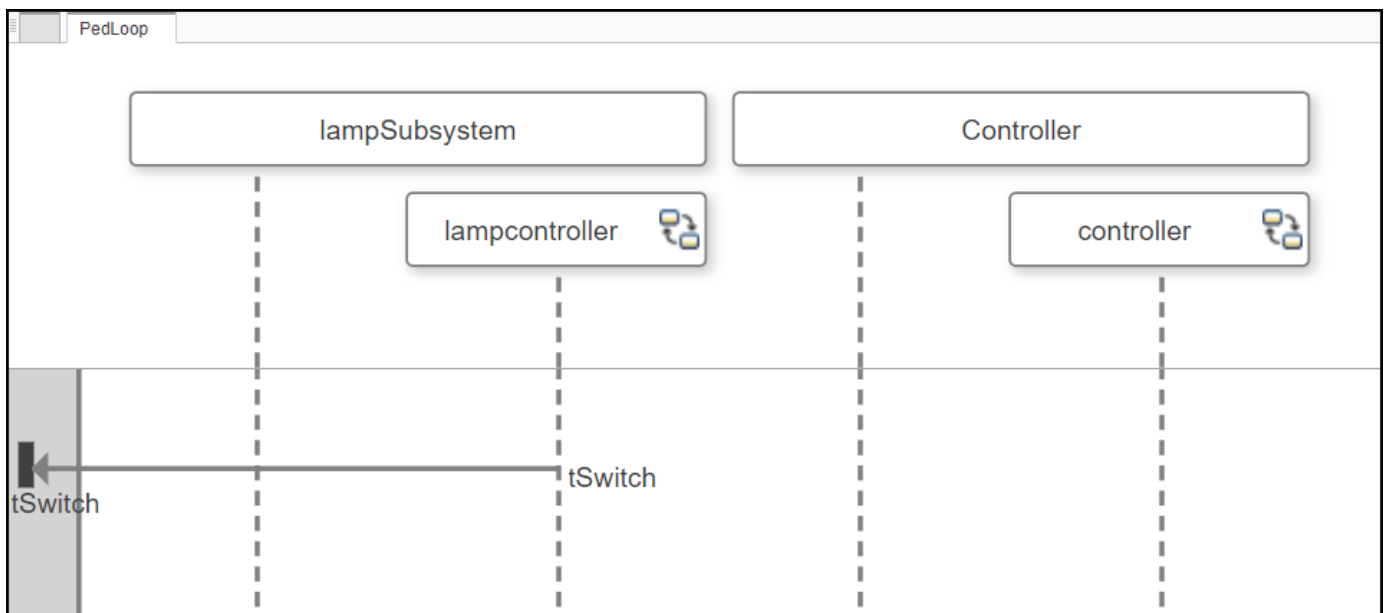 PedLoop
lampSubsystem
Controller
lampcontroller
controller
tSwitch
tSwitch